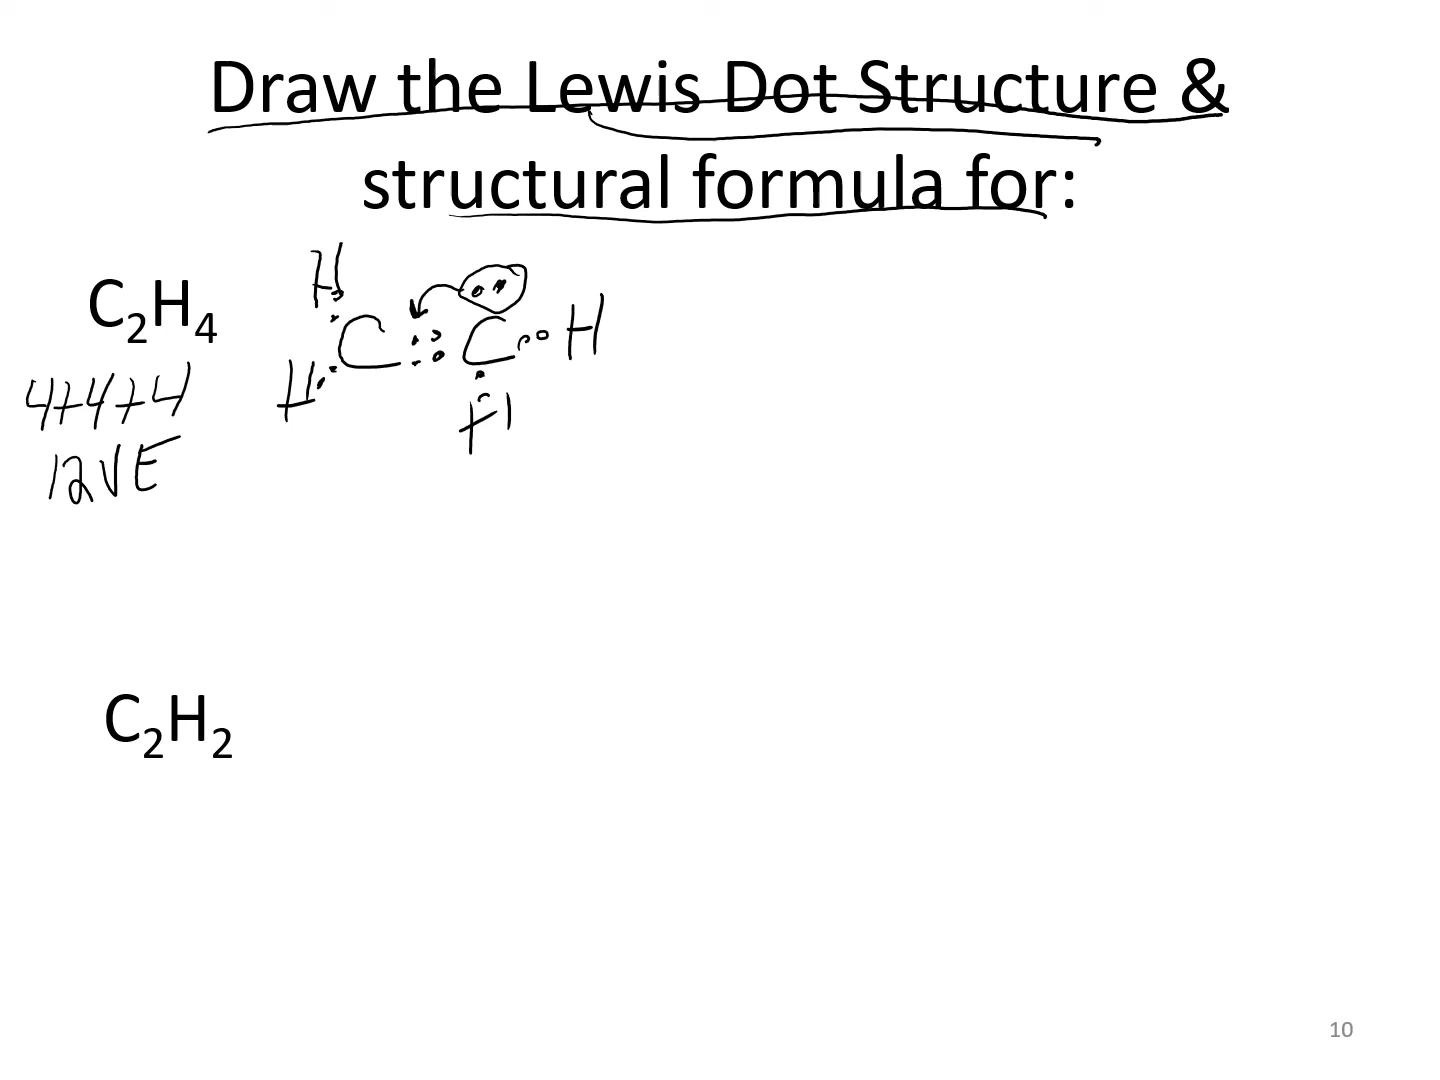 Draw the Lewis Dot Structure &
structural formula for:
C₂H₄
H
C :: C •• H
H
H
4+4+4
12VE
C₂H₂
10